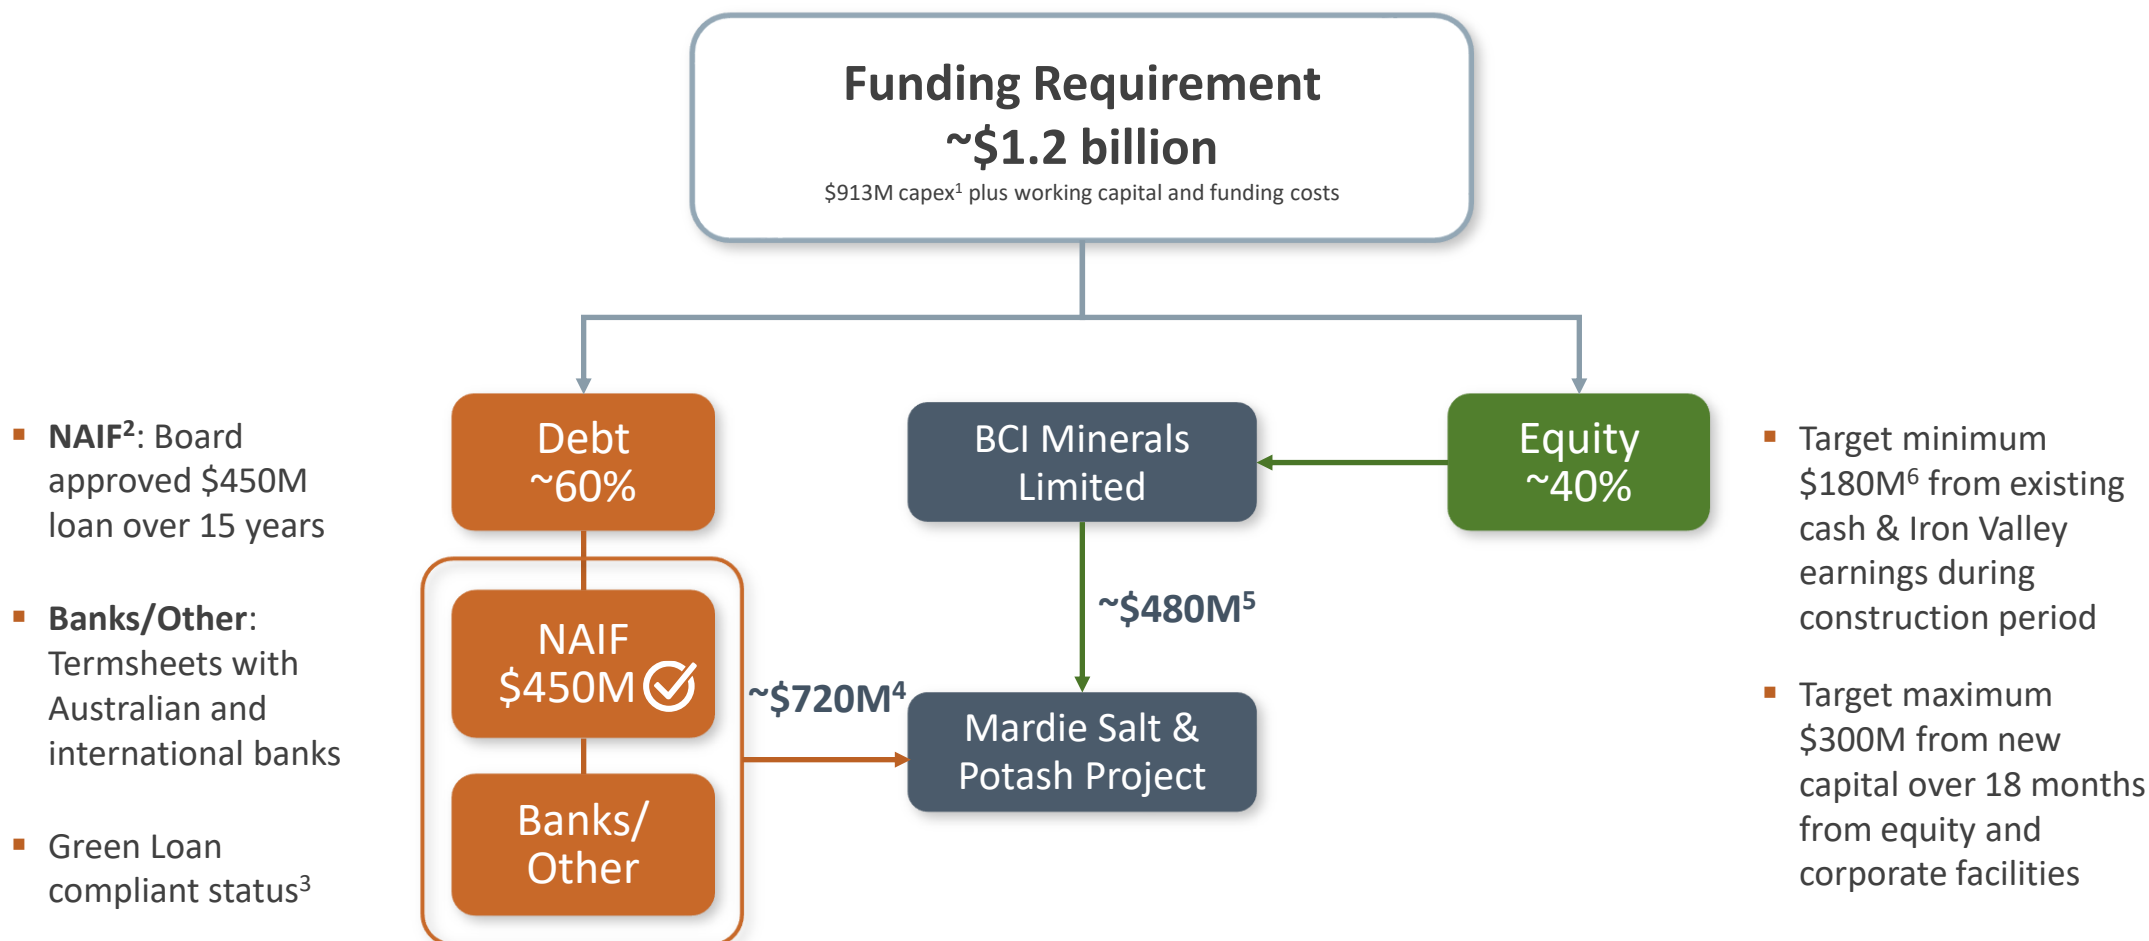 Funding Requirement
~$1.2 billion
$913M capex¹ plus working capital and funding costs
▪ NAIF²: Board
approved $450M
loan over 15 years
▪ Banks/Other:
Termsheets with
Australian and
international banks
▪ Green Loan
compliant status³
Debt
~60%
NAIF
$450M
Banks/
Other
~$720M⁴
BCI Minerals
Limited
~$480M⁵
Mardie Salt &
Potash Project
Equity
~40%
▪ Target minimum
$180M⁶ from existing
cash & Iron Valley
earnings during
construction period
▪ Target maximum
$300M from new
capital over 18 months
from equity and
corporate facilities